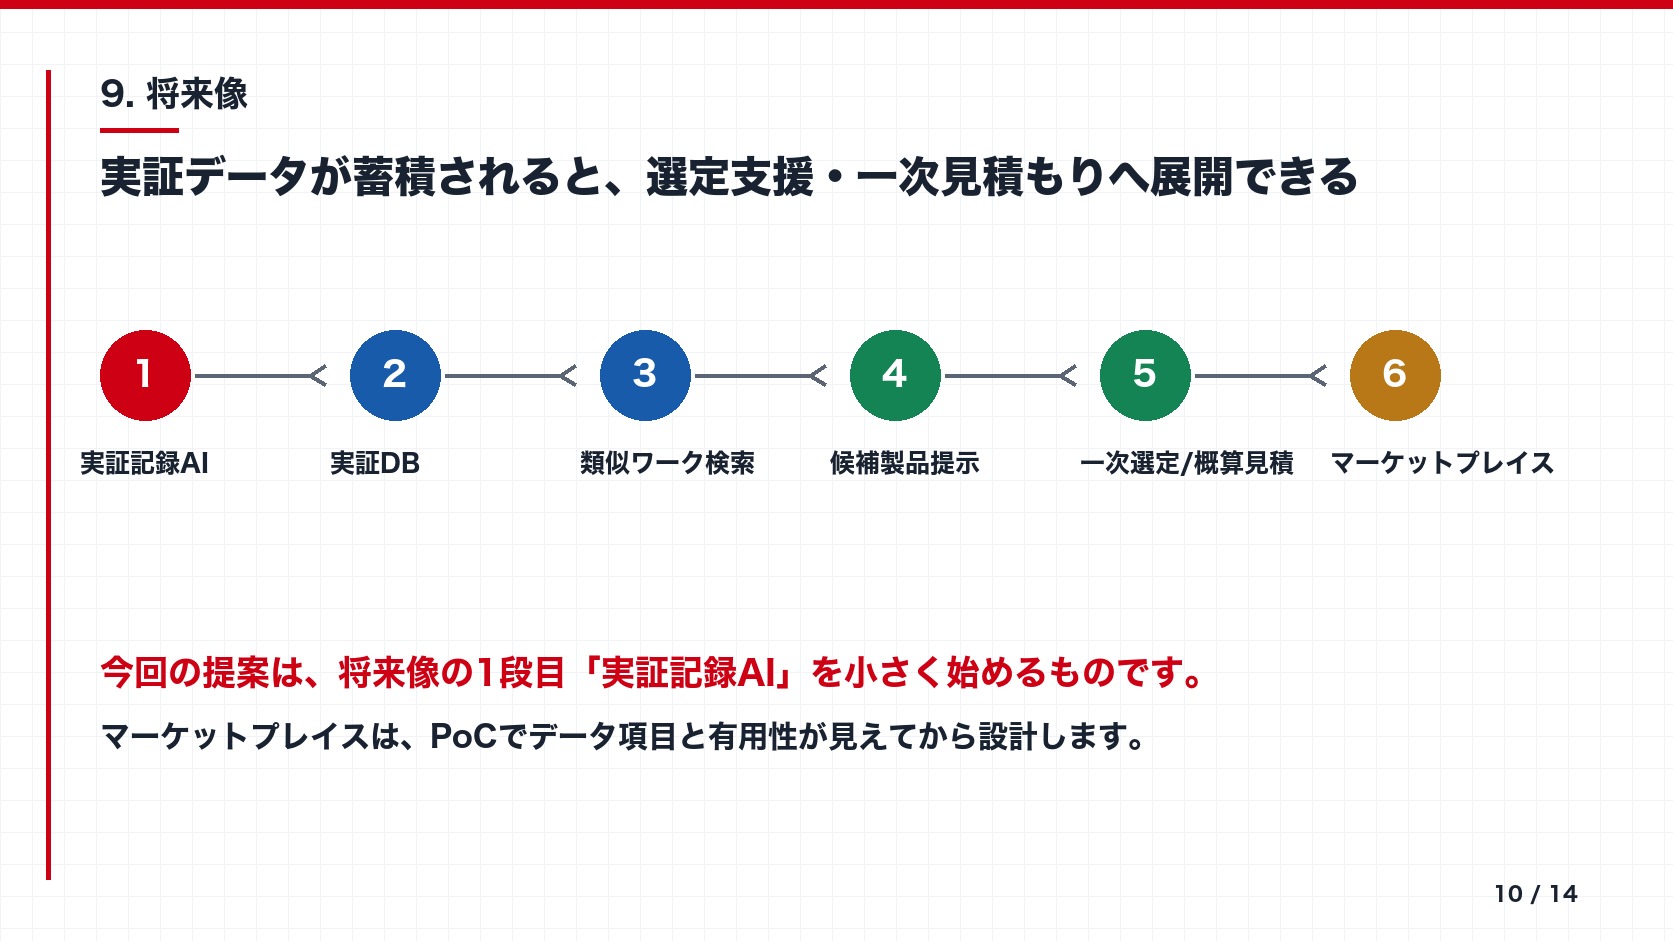 9. 将来像
実証データが蓄積されると、選定支援・一次見積もりへ展開できる
1
2
3
4
5
6
実証記録AI
実証DB
類似ワーク検索
候補製品提示
一次選定/概算見積
マーケットプレイス
今回の提案は、将来像の1段目「実証記録AI」を小さく始めるものです。
マーケットプレイスは、PoCでデータ項目と有用性が見えてから設計します。
10 / 14